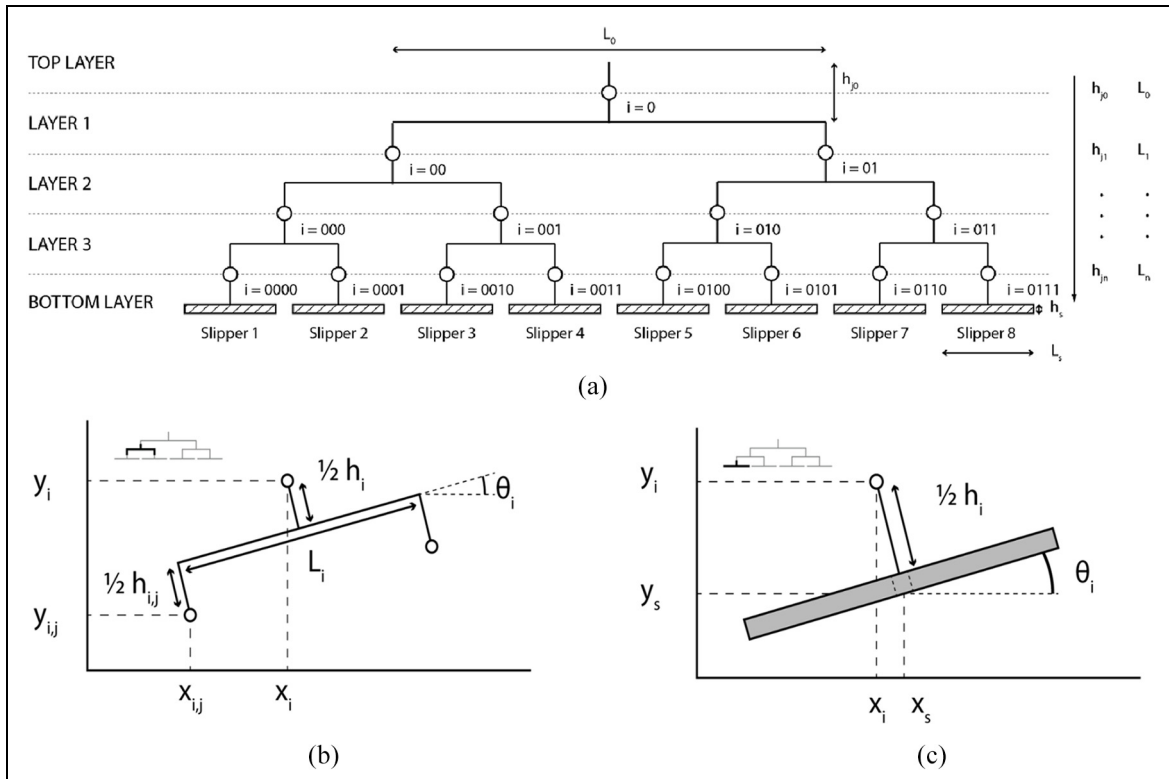 L₀
TOP LAYER
h_j0
h_j0 L₀
i = 0
LAYER 1
h_j1 L₁
i = 00
i = 01
LAYER 2
. .
. .
i = 000
i = 001
i = 010
i = 011
LAYER 3
. .
h_jn Lₙ
i = 0000
i = 0001
i = 0010
i = 0011
i = 0100
i = 0101
i = 0110
i = 0111
BOTTOM LAYER
h_s
Slipper 1
Slipper 2
Slipper 3
Slipper 4
Slipper 5
Slipper 6
Slipper 7
Slipper 8
L_s
(a)
y_i
½ h_i
θ_i
L_i
½ h_i,j
y_i,j
x_i,j
x_i
(b)
y_i
½ h_i
θ_i
y_s
x_i
x_s
(c)